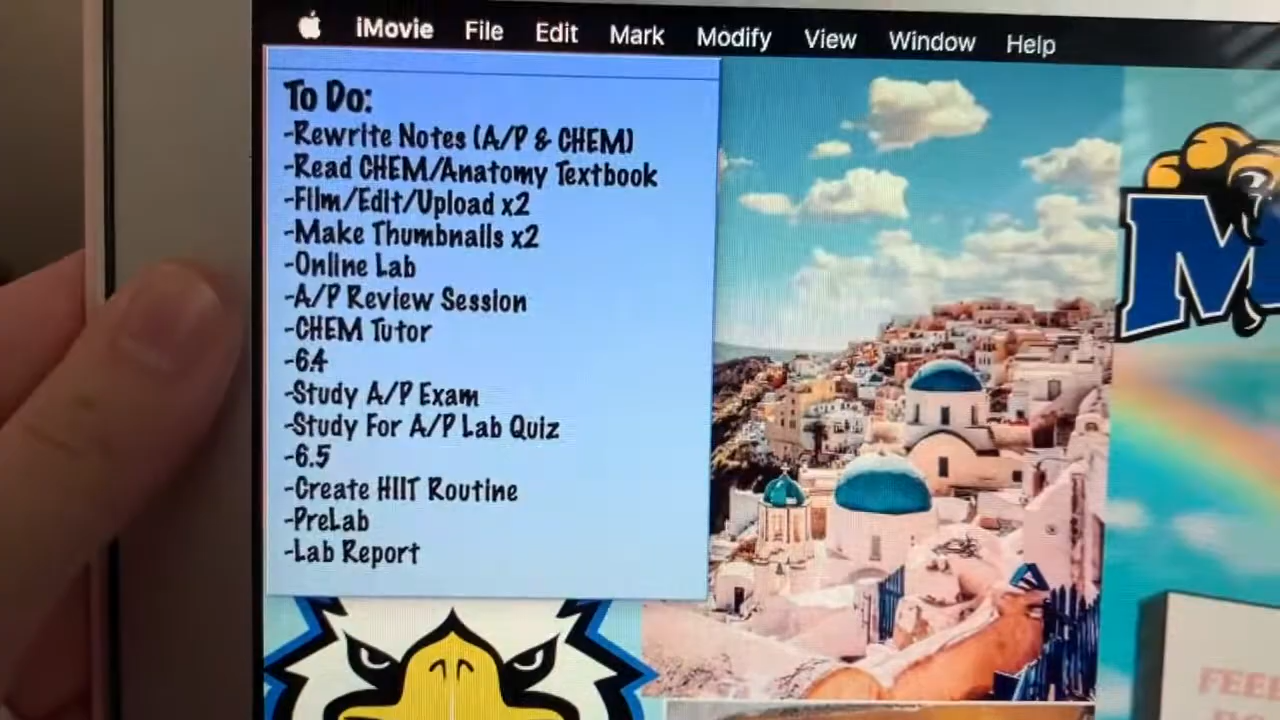 iMovie File Edit Mark Modify View Window Help
To Do:
-Rewrite Notes (A/P & CHEM)
-Read CHEM/Anatomy Textbook
-Film/Edit/Upload x2
-Make Thumbnails x2
-Online Lab
-A/P Review Session
-CHEM Tutor
-6.4
-Study A/P Exam
-Study For A/P Lab Quiz
-6.5
-Create HIIT Routine
-PreLab
-Lab Report
M
FEEL